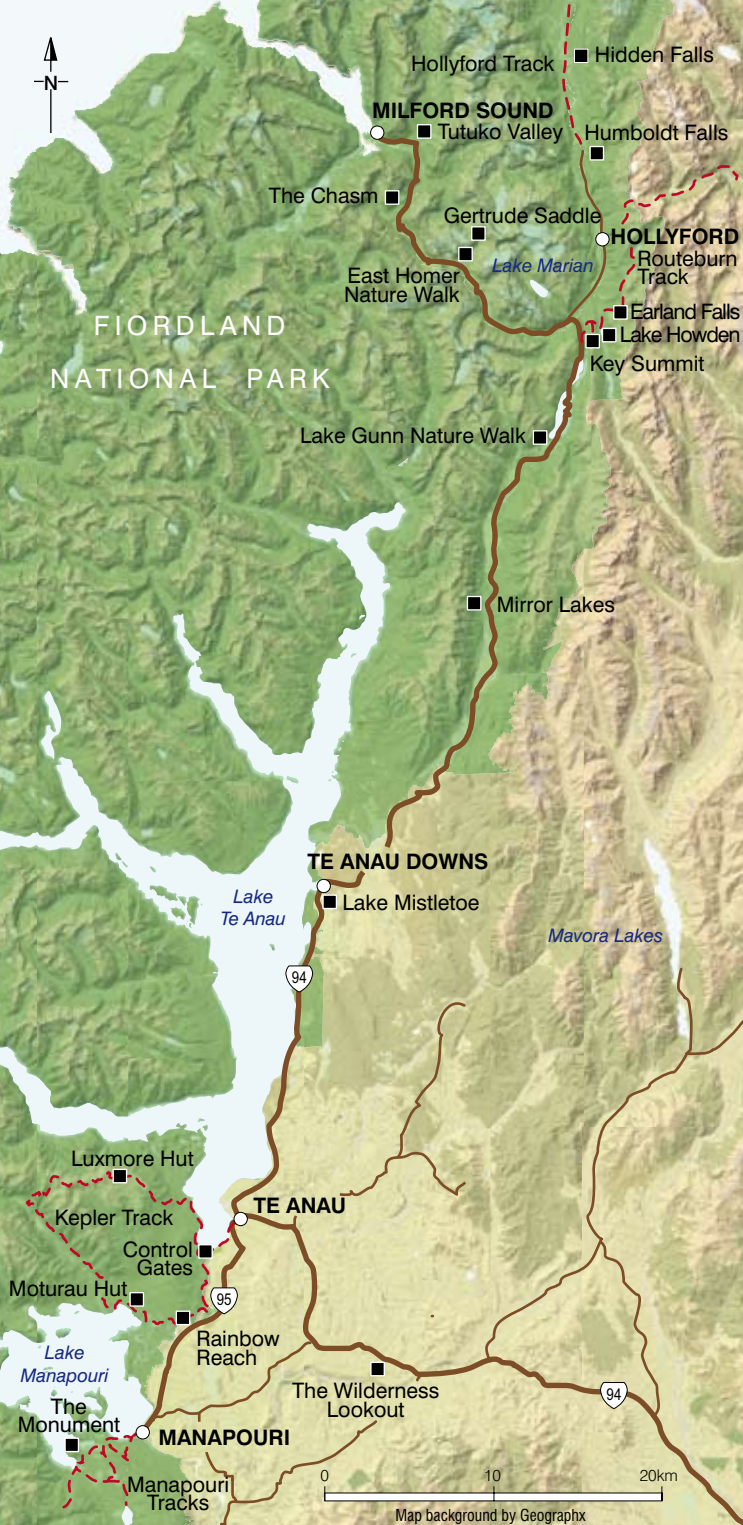 Hollyford Track
Hidden Falls
N
MILFORD SOUND
Tutuko Valley
Humboldt Falls
The Chasm
Gertrude Saddle
HOLLYFORD
East Homer
Nature Walk
Lake Marian
Routeburn
Track
Earland Falls
FIORDLAND
NATIONAL PARK
Lake Howden
Key Summit
Lake Gunn Nature Walk
Mirror Lakes
TE ANAU DOWNS
Lake
Te Anau
Lake Mistletoe
Mavora Lakes
94
Luxmore Hut
Kepler Track
TE ANAU
Control
Gates
Moturau Hut
95
Rainbow
Reach
Lake
Manapouri
The Wilderness
Lookout
94
The
Monument
MANAPOURI
Manapouri
Tracks
0 10 20km
Map background by Geographx